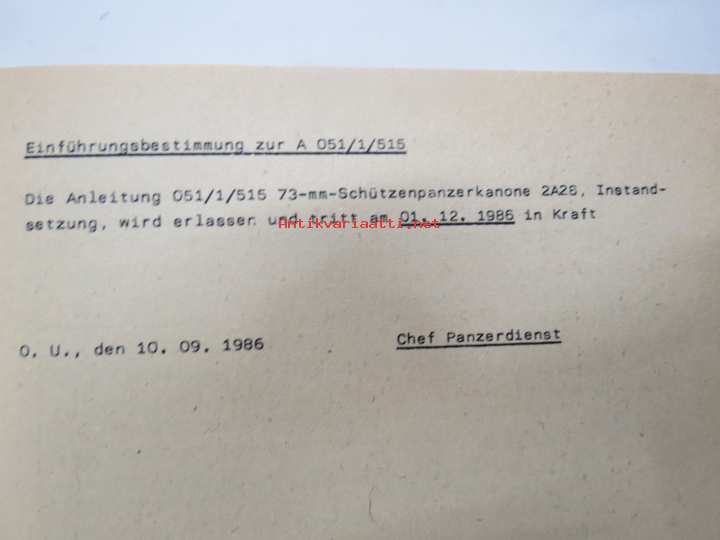 Einführungsbestimmung zur A 051/1/515
Die Anleitung 051/1/515 73-mm-Schützenpanzerkanone 2A28, Instand-
setzung, wird erlassen und tritt am 01. 12. 1986 in Kraft
Antikvariaatti.net
O. U., den 10. 09. 1986
Chef Panzerdienst